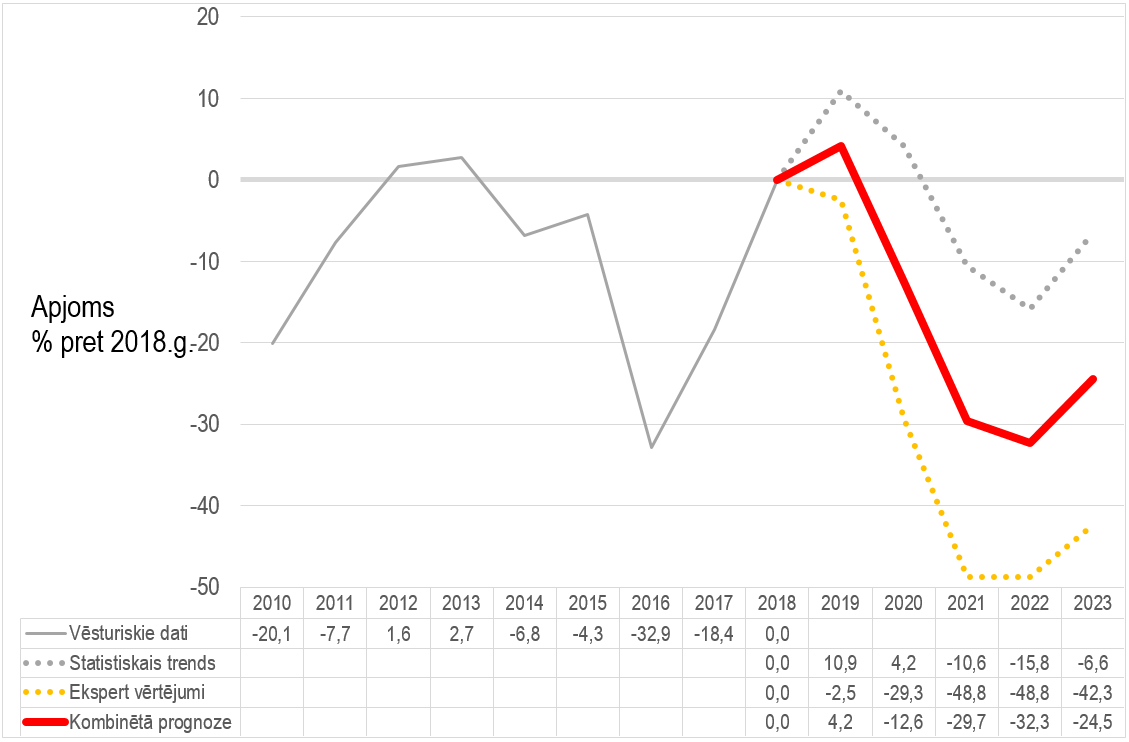 20
10
0
-10
Apjoms
% pret 2018.g.
-20
-30
-40
-50
2010 2011 2012 2013 2014 2015 2016 2017 2018 2019 2020 2021 2022 2023
Vēsturiskie dati -20,1 -7,7 1,6 2,7 -6,8 -4,3 -32,9 -18,4 0,0
Statistiskais trends 0,0 10,9 4,2 -10,6 -15,8 -6,6
Ekspert vērtējumi 0,0 -2,5 -29,3 -48,8 -48,8 -42,3
Kombinētā prognoze 0,0 4,2 -12,6 -29,7 -32,3 -24,5